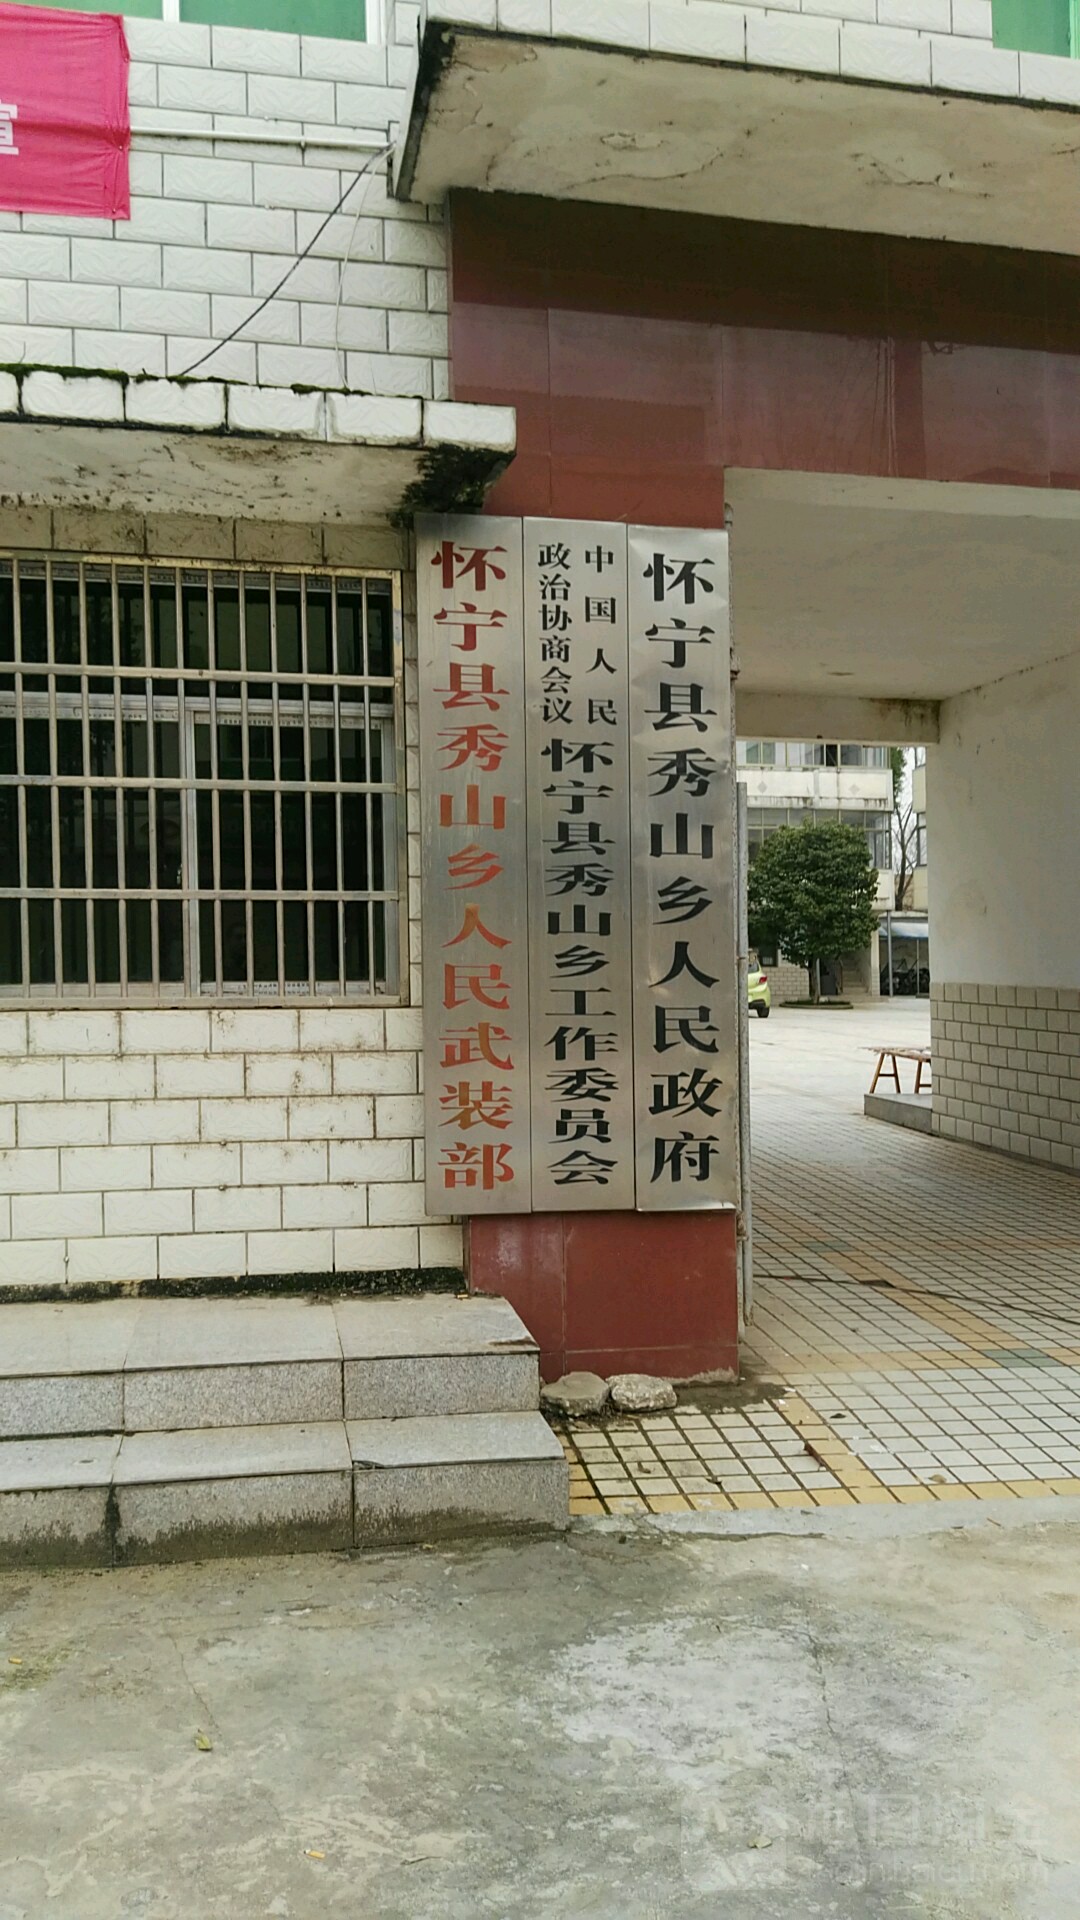 怀宁县秀山乡人民武装部
中国人民
政治协商会议
怀宁县秀山乡工作委员会
怀宁县秀山乡人民政府